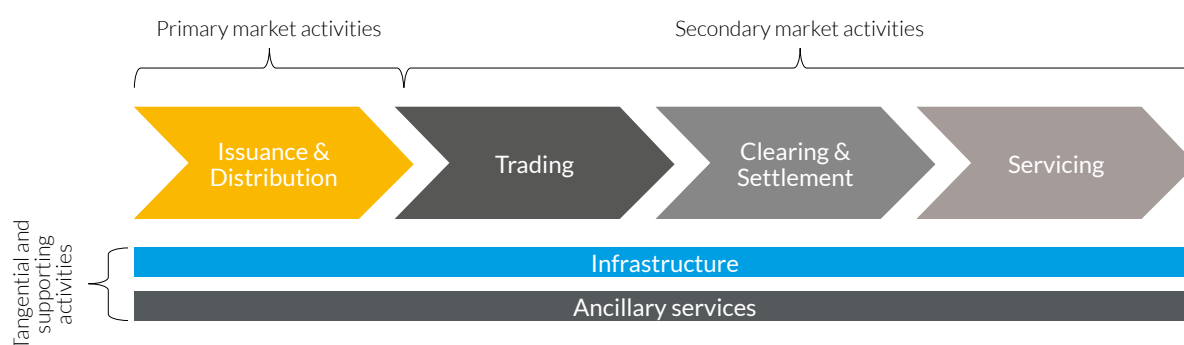 Primary market activities
Secondary market activities
Issuance &
Distribution
Trading
Clearing &
Settlement
Servicing
Tangential and
supporting
activities
Infrastructure
Ancillary services